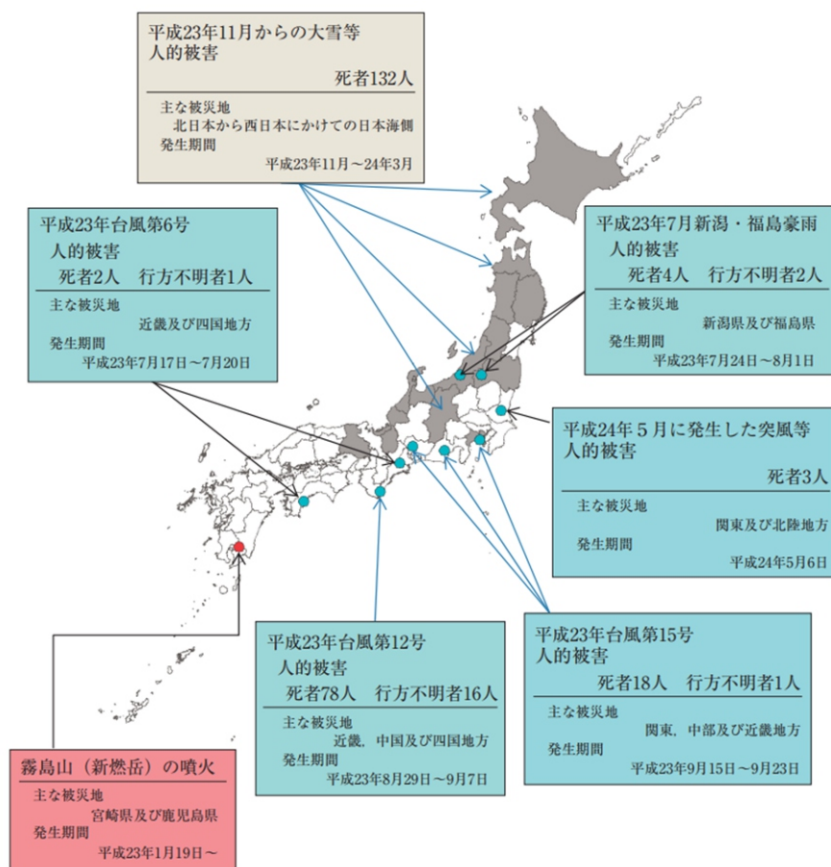 平成23年11月からの大雪等
人的被害
死者132人
主な被災地
北日本から西日本にかけての日本海側
発生期間
平成23年11月～24年3月
平成23年台風第6号
人的被害
死者2人　行方不明者1人
主な被災地
近畿及び四国地方
発生期間
平成23年7月17日～7月20日
平成23年7月新潟・福島豪雨
人的被害
死者4人　行方不明者2人
主な被災地
新潟県及び福島県
発生期間
平成23年7月24日～8月1日
平成24年５月に発生した突風等
人的被害
死者3人
主な被災地
関東及び北陸地方
発生期間
平成24年5月6日
平成23年台風第12号
人的被害
死者78人　行方不明者16人
主な被災地
近畿，中国及び四国地方
発生期間
平成23年8月29日～9月7日
平成23年台風第15号
人的被害
死者18人　行方不明者1人
主な被災地
関東，中部及び近畿地方
発生期間
平成23年9月15日～9月23日
霧島山（新燃岳）の噴火
主な被災地
宮崎県及び鹿児島県
発生期間
平成23年1月19日～